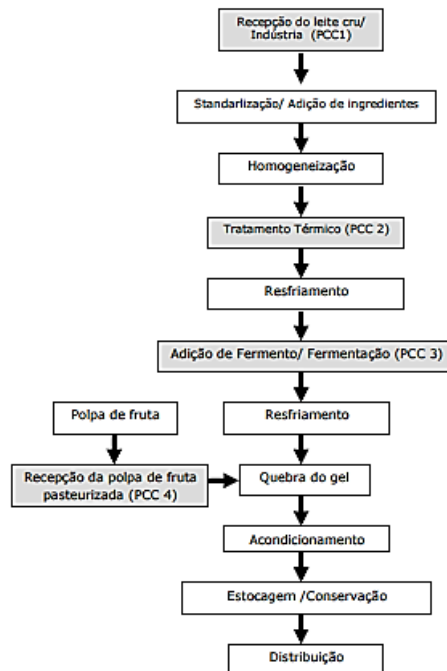 Recepção do leite cru/
Indústria (PCC1)
Standarlização/ Adição de ingredientes
Homogeneização
Tratamento Térmico (PCC 2)
Resfriamento
Adição de Fermento/ Fermentação (PCC 3)
Polpa de fruta
Resfriamento
Recepção da polpa de fruta
pasteurizada (PCC 4)
Quebra do gel
Acondicionamento
Estocagem /Conservação
Distribuição